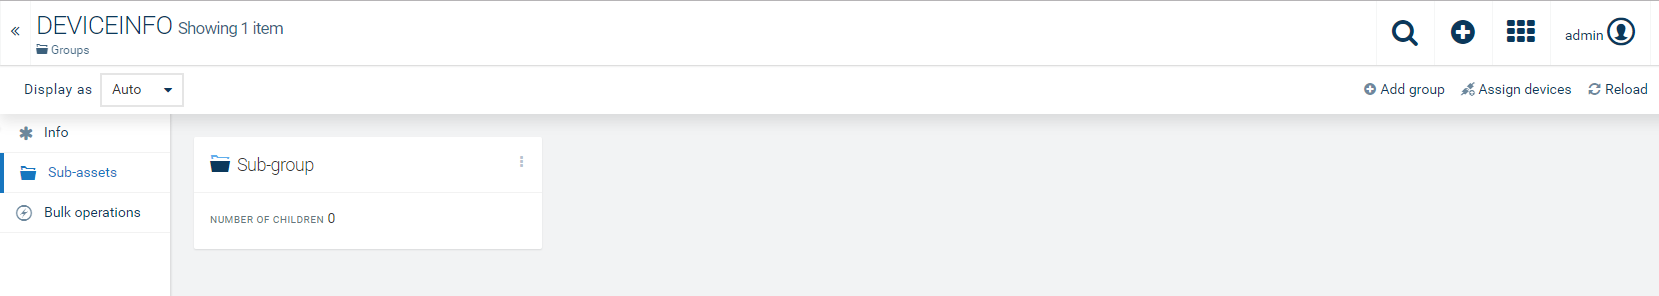 «
DEVICEINFO Showing 1 item
Groups
admin
Display as Auto
Add group Assign devices Reload
Info
Sub-assets
Bulk operations
Sub-group
NUMBER OF CHILDREN 0